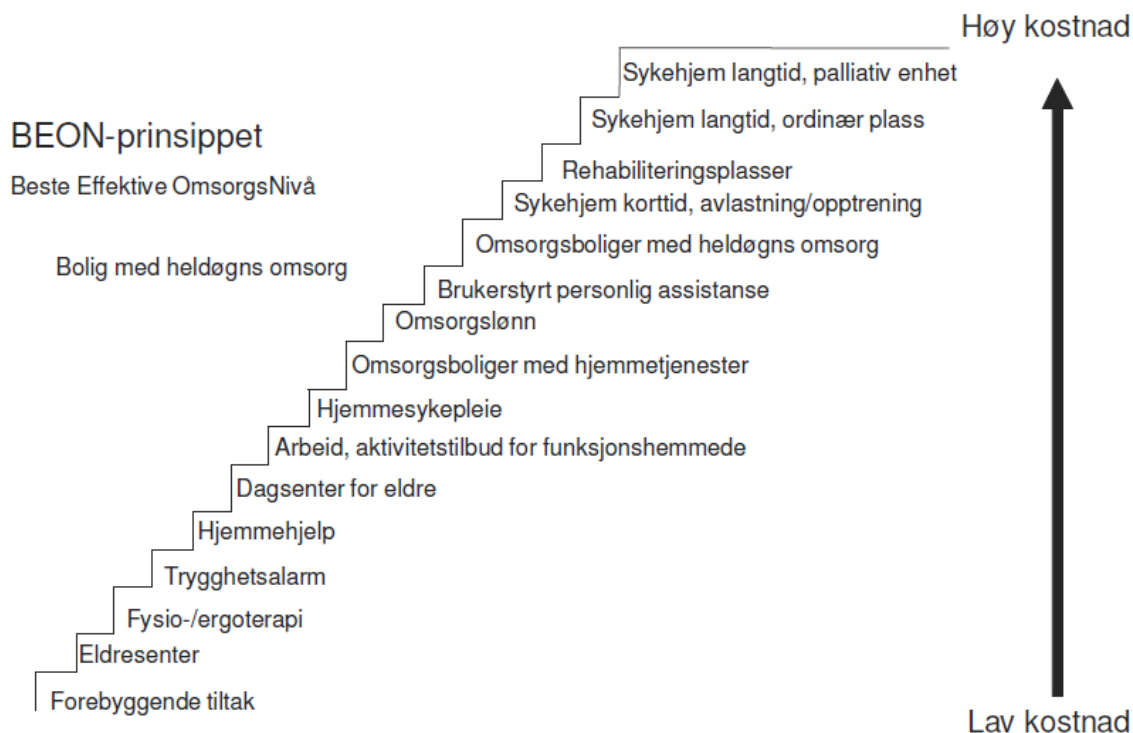 Høy kostnad
Sykehjem langtid, palliativ enhet
Sykehjem langtid, ordinær plass
BEON-prinsippet
Rehabiliteringsplasser
Beste Effektive OmsorgsNivå
Sykehjem korttid, avlastning/opptrening
Omsorgsboliger med heldøgns omsorg
Bolig med heldøgns omsorg
Brukerstyrt personlig assistanse
Omsorgslønn
Omsorgsboliger med hjemmetjenester
Hjemmesykepleie
Arbeid, aktivitetstilbud for funksjonshemmede
Dagsenter for eldre
Hjemmehjelp
Trygghetsalarm
Fysio-/ergoterapi
Eldresenter
Forebyggende tiltak
Lav kostnad